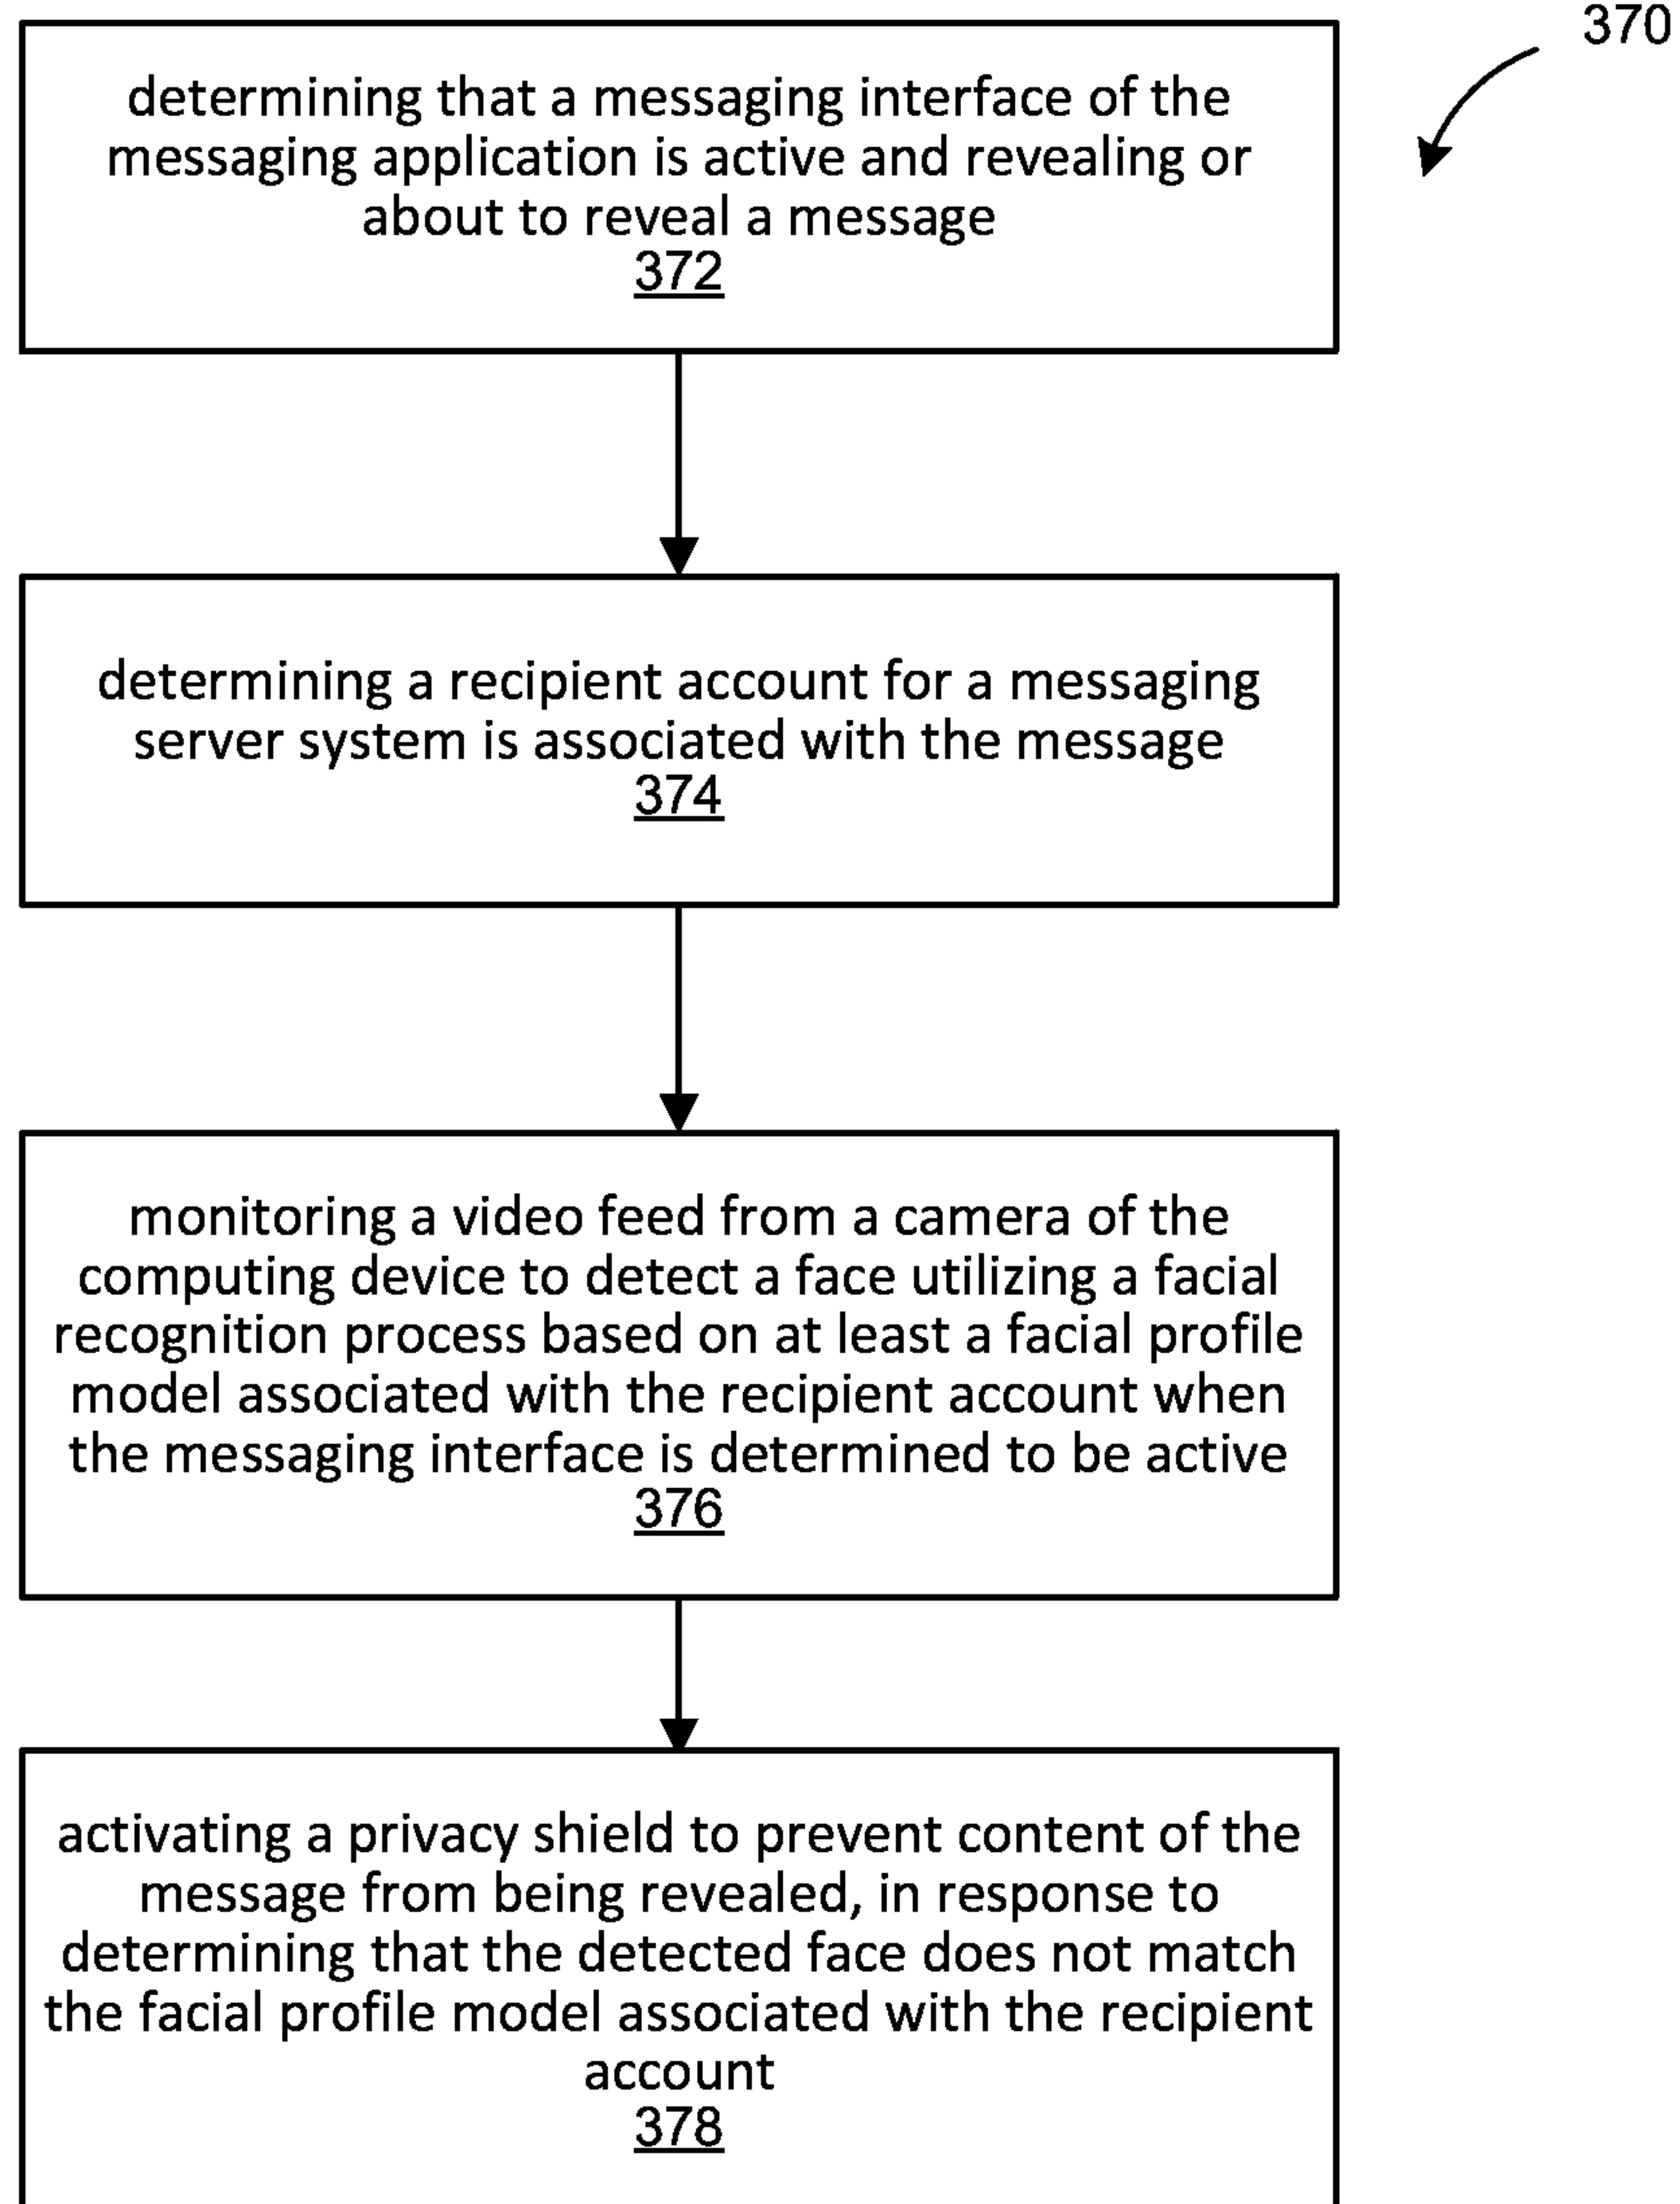 370
determining that a messaging interface of the
messaging application is active and revealing or
about to reveal a message
372
determining a recipient account for a messaging
server system is associated with the message
374
monitoring a video feed from a camera of the
computing device to detect a face utilizing a facial
recognition process based on at least a facial profile
model associated with the recipient account when
the messaging interface is determined to be active
376
activating a privacy shield to prevent content of the
message from being revealed, in response to
determining that the detected face does not match
the facial profile model associated with the recipient
account
378